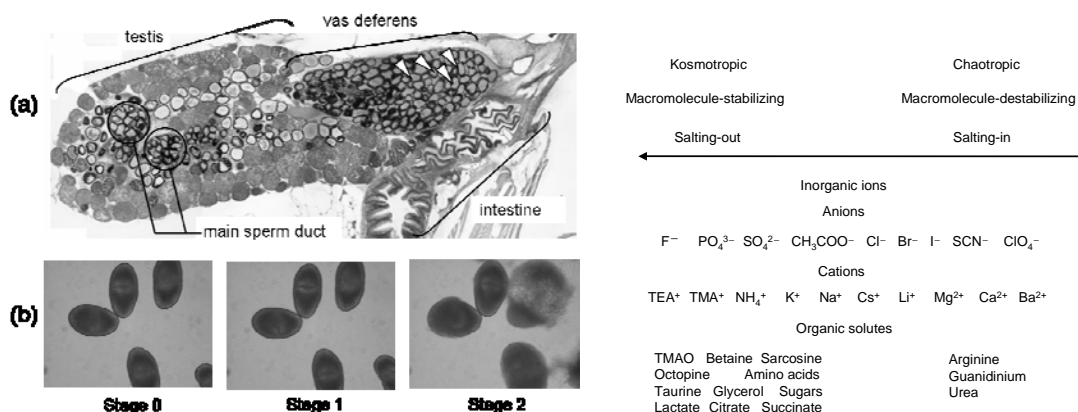 vas deferens
testis
(a)
intestine
main sperm duct
(b)
Stage 0 Stage 1 Stage 2
Kosmotropic Chaotropic
Macromolecule-stabilizing Macromolecule-destabilizing
Salting-out Salting-in
Inorganic ions
Anions
F⁻ PO₄³⁻ SO₄²⁻ CH₃COO⁻ Cl⁻ Br⁻ I⁻ SCN⁻ ClO₄⁻
Cations
TEA⁺ TMA⁺ NH₄⁺ K⁺ Na⁺ Cs⁺ Li⁺ Mg²⁺ Ca²⁺ Ba²⁺
Organic solutes
TMAO Betaine Sarcosine Arginine
Octopine Amino acids Guanidinium
Taurine Glycerol Sugars Urea
Lactate Citrate Succinate